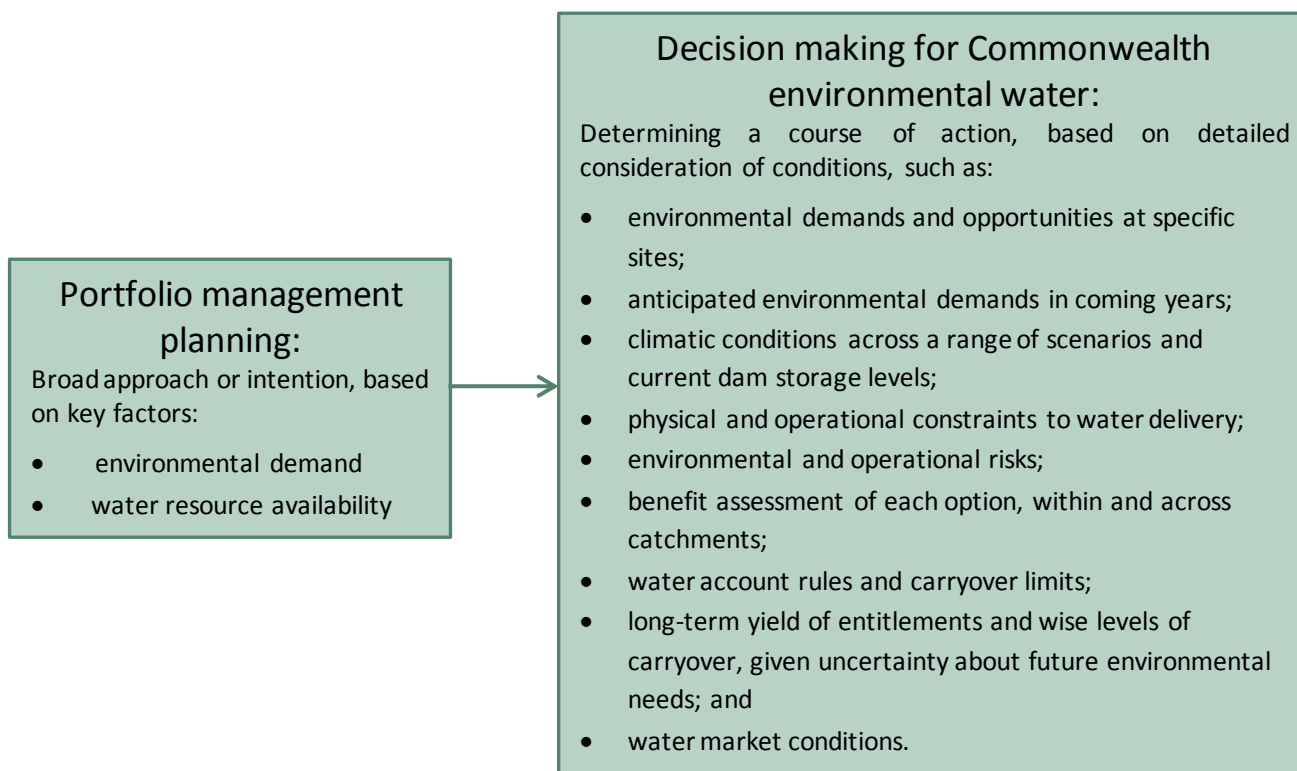 Portfolio management
planning:
Broad approach or intention, based
on key factors:
• environmental demand
• water resource availability
Decision making for Commonwealth
environmental water:
Determining a course of action, based on detailed
consideration of conditions, such as:
• environmental demands and opportunities at specific
sites;
• anticipated environmental demands in coming years;
• climatic conditions across a range of scenarios and
current dam storage levels;
• physical and operational constraints to water delivery;
• environmental and operational risks;
• benefit assessment of each option, within and across
catchments;
• water account rules and carryover limits;
• long-term yield of entitlements and wise levels of
carryover, given uncertainty about future environmental
needs; and
• water market conditions.